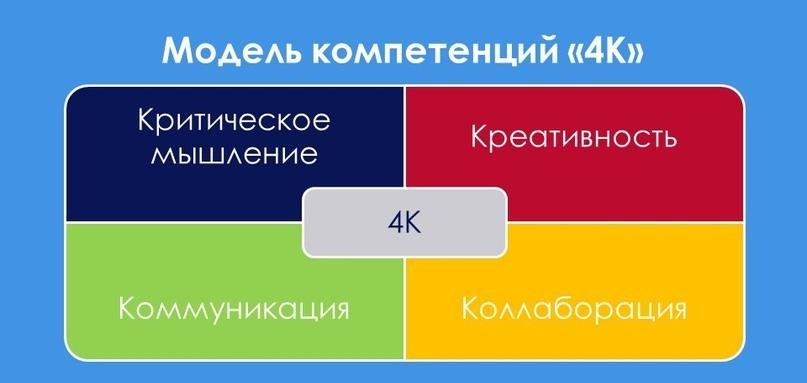 Модель компетенций «4К»
Критическое
мышление
Креативность
4К
Коммуникация
Коллаборация